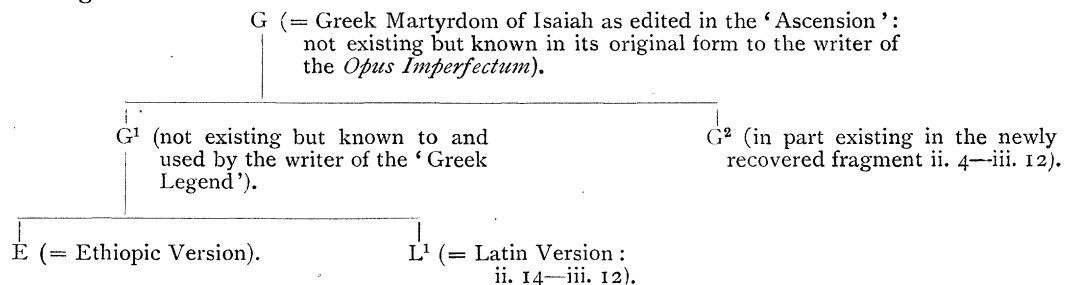 G (= Greek Martyrdom of Isaiah as edited in the ‘Ascension’:
not existing but known in its original form to the writer of
the Opus Imperfectum).
G¹ (not existing but known to and
used by the writer of the ‘Greek
Legend’).
G² (in part existing in the newly
recovered fragment ii. 4—iii. 12).
E (= Ethiopic Version).
L¹ (= Latin Version:
ii. 14—iii. 12).